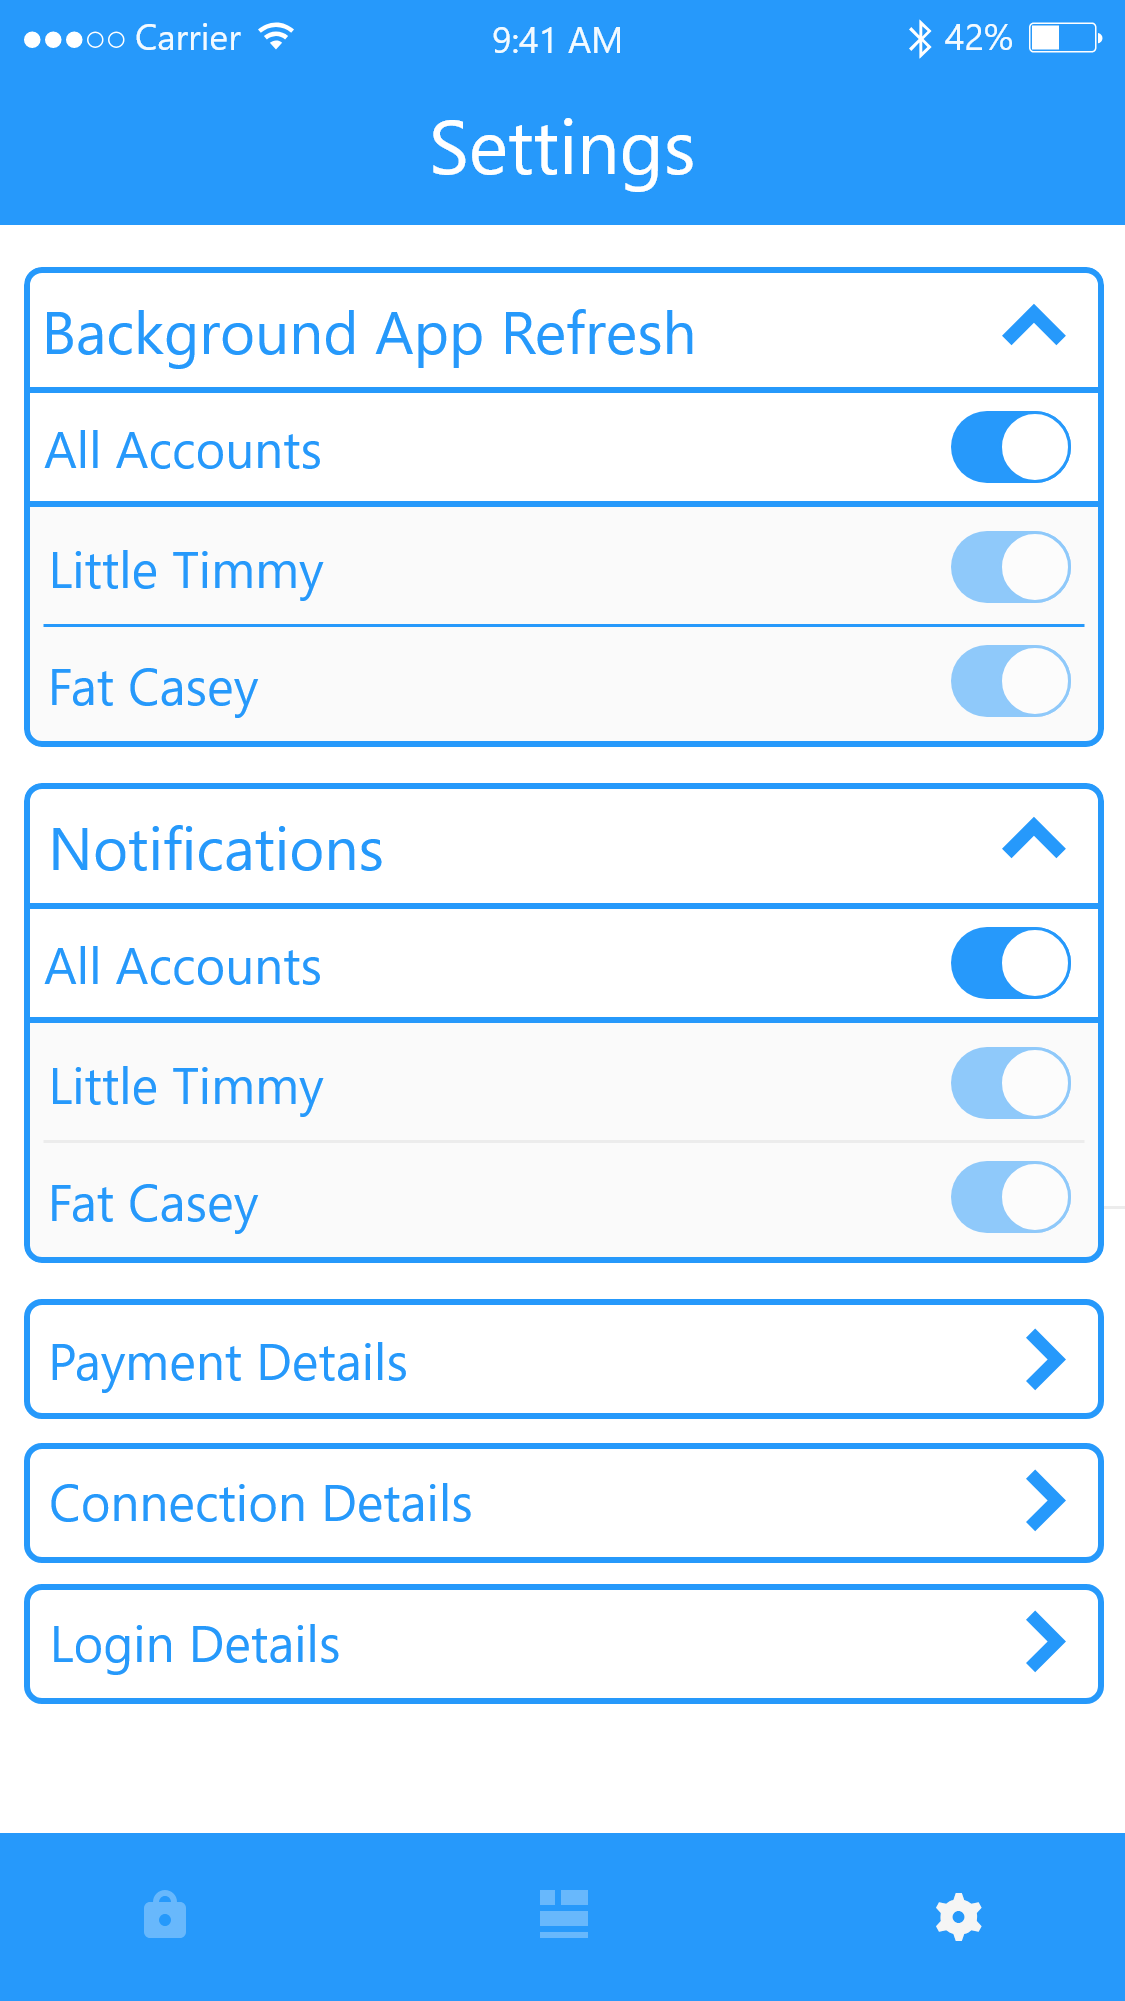 Carrier 9:41 AM 42%
Settings
Background App Refresh
All Accounts
Little Timmy
Fat Casey
Notifications
All Accounts
Little Timmy
Fat Casey
Payment Details
Connection Details
Login Details